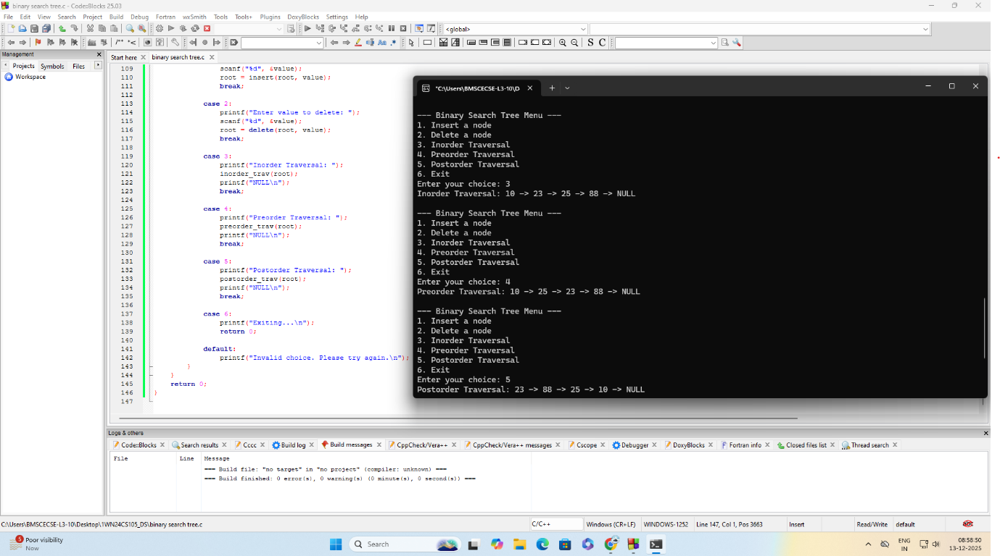 binary search tree.c - Code::Blocks 25.03
File Edit View Search Project Build Debug Fortran wxSmith Tools Tools+ Plugins DoxyBlocks Settings Help
<global>
/** *<
Aa .*
S C
Management
Projects Symbols Files
Workspace
Start here binary search tree.c
109 scanf("%d", &value);
110 root = insert(root, value);
111 break;
112
113 case 2:
114 printf("Enter value to delete: ");
115 scanf("%d", &value);
116 root = delete(root, value);
117 break;
118
119 case 3:
120 printf("Inorder Traversal: ");
121 inorder_trav(root);
122 printf("NULL\n");
123 break;
124
125 case 4:
126 printf("Preorder Traversal: ");
127 preorder_trav(root);
128 printf("NULL\n");
129 break;
130
131 case 5:
132 printf("Postorder Traversal: ");
133 postorder_trav(root);
134 printf("NULL\n");
135 break;
136
137 case 6:
138 printf("Exiting...\n");
139 return 0;
140
141 default:
142 printf("Invalid choice. Please try again.\n");
143 }
144 }
145 return 0;
146 }
147
"C:\Users\BMSCECSE-L3-10\D
--- Binary Search Tree Menu ---
1. Insert a node
2. Delete a node
3. Inorder Traversal
4. Preorder Traversal
5. Postorder Traversal
6. Exit
Enter your choice: 3
Inorder Traversal: 10 -> 23 -> 25 -> 88 -> NULL
--- Binary Search Tree Menu ---
1. Insert a node
2. Delete a node
3. Inorder Traversal
4. Preorder Traversal
5. Postorder Traversal
6. Exit
Enter your choice: 4
Preorder Traversal: 10 -> 25 -> 23 -> 88 -> NULL
--- Binary Search Tree Menu ---
1. Insert a node
2. Delete a node
3. Inorder Traversal
4. Preorder Traversal
5. Postorder Traversal
6. Exit
Enter your choice: 5
Postorder Traversal: 23 -> 88 -> 25 -> 10 -> NULL
Logs & others
Code::Blocks Search results Cccc Build log Build messages CppCheck/Vera++ CppCheck/Vera++ messages Cscope Debugger DoxyBlocks Fortran info Closed files list Thread search
File Line Message
=== Build file: "no target" in "no project" (compiler: unknown) ===
=== Build finished: 0 error(s), 0 warning(s) (0 minute(s), 0 second(s)) ===
C:\Users\BMSCECSE-L3-10\Desktop\1WN24CS105_DS\binary search tree.c C/C++ Windows (CR+LF) WINDOWS-1252 Line 147, Col 1, Pos 3663 Insert Read/Write default abc
5 Poor visibility
Now
Search
ENG
IN
08:58:50
13-12-2025